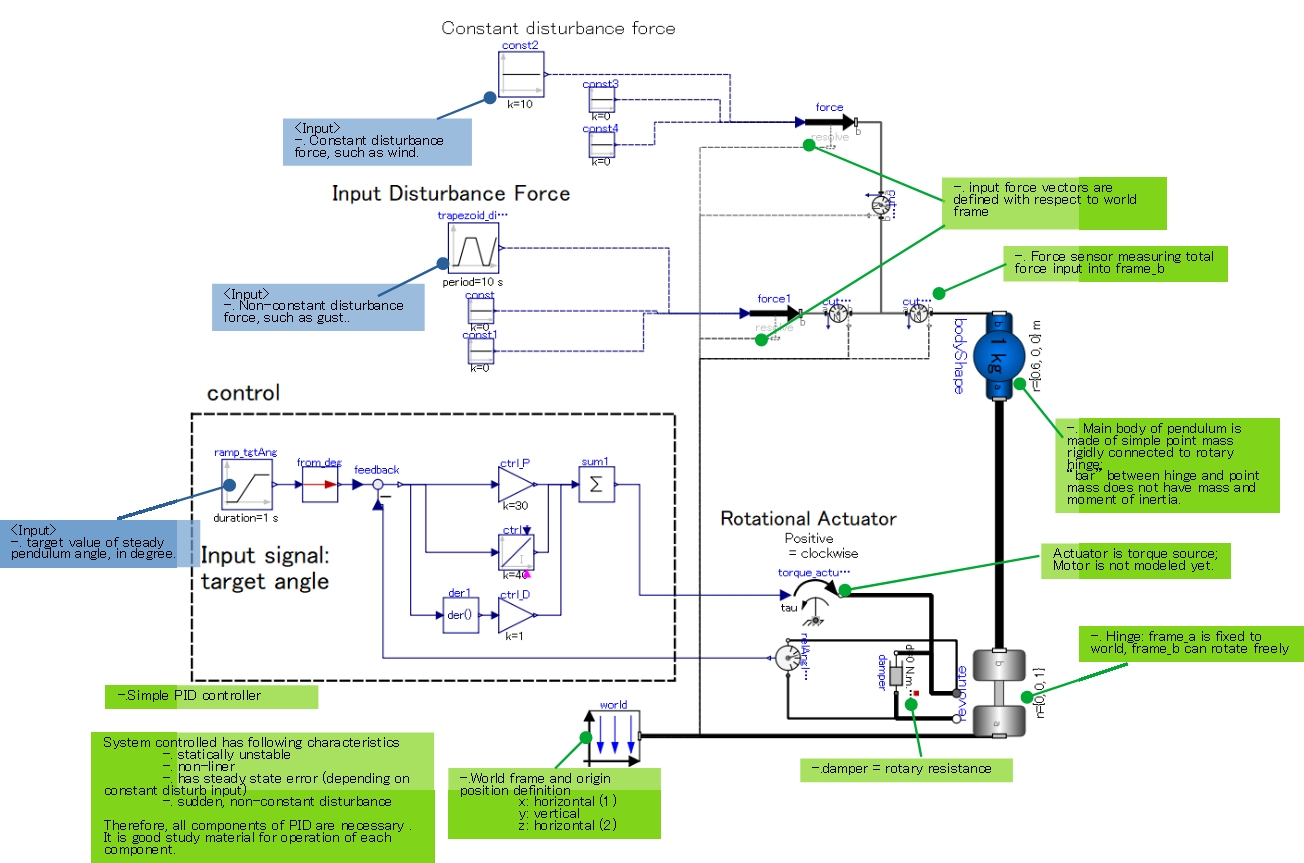 Constant disturbance force
const2
k=10
const3
k=0
const4
k=0
force
resolve
b
<Input>
-. Constant disturbance
force, such as wind.
Input Disturbance Force
trapezoid_di…
period=10 s
<Input>
-. Non-constant disturbance
force, such as gust..
const
k=0
const1
k=0
force1
resolve
b
cut…
cut…
cut…
-. input force vectors are
defined with respect to world
frame
-. Force sensor measuring total
force input into frame_b
bodyShape
b
1 kg
a
r={0.6, 0, 0} m
-. Main body of pendulum is
made of simple point mass
rigidly connected to rotary
hinge;
"bar" between hinge and point
mass does not have mass and
moment of inertia.
control
ramp_tgtAng
duration=1 s
from_deg
feedback
ctrl_P
k=30
sum1
Σ
k=40
der1
der()
ctrl_D
k=1
<Input>
-. target value of steady
pendulum angle, in degree.
Input signal:
target angle
Rotational Actuator
Positive
= clockwise
torque_actu…
tau
Actuator is torque source;
Motor is not modeled yet.
relAngl…
damper
revolute
b
a
n={0, 0, 1}
-. Hinge: frame_a is fixed to
world, frame_b can rotate freely
-.Simple PID controller
world
-.damper = rotary resistance
System controlled has following characteristics
-. statically unstable
-. non-liner
-. has steady state error (depending on
constant disturb input)
-. sudden, non-constant disturbance
Therefore, all components of PID are necessary .
It is good study material for operation of each
component.
-.World frame and origin
position definition
x: horizontal (1)
y: vertical
z: horizontal (2)